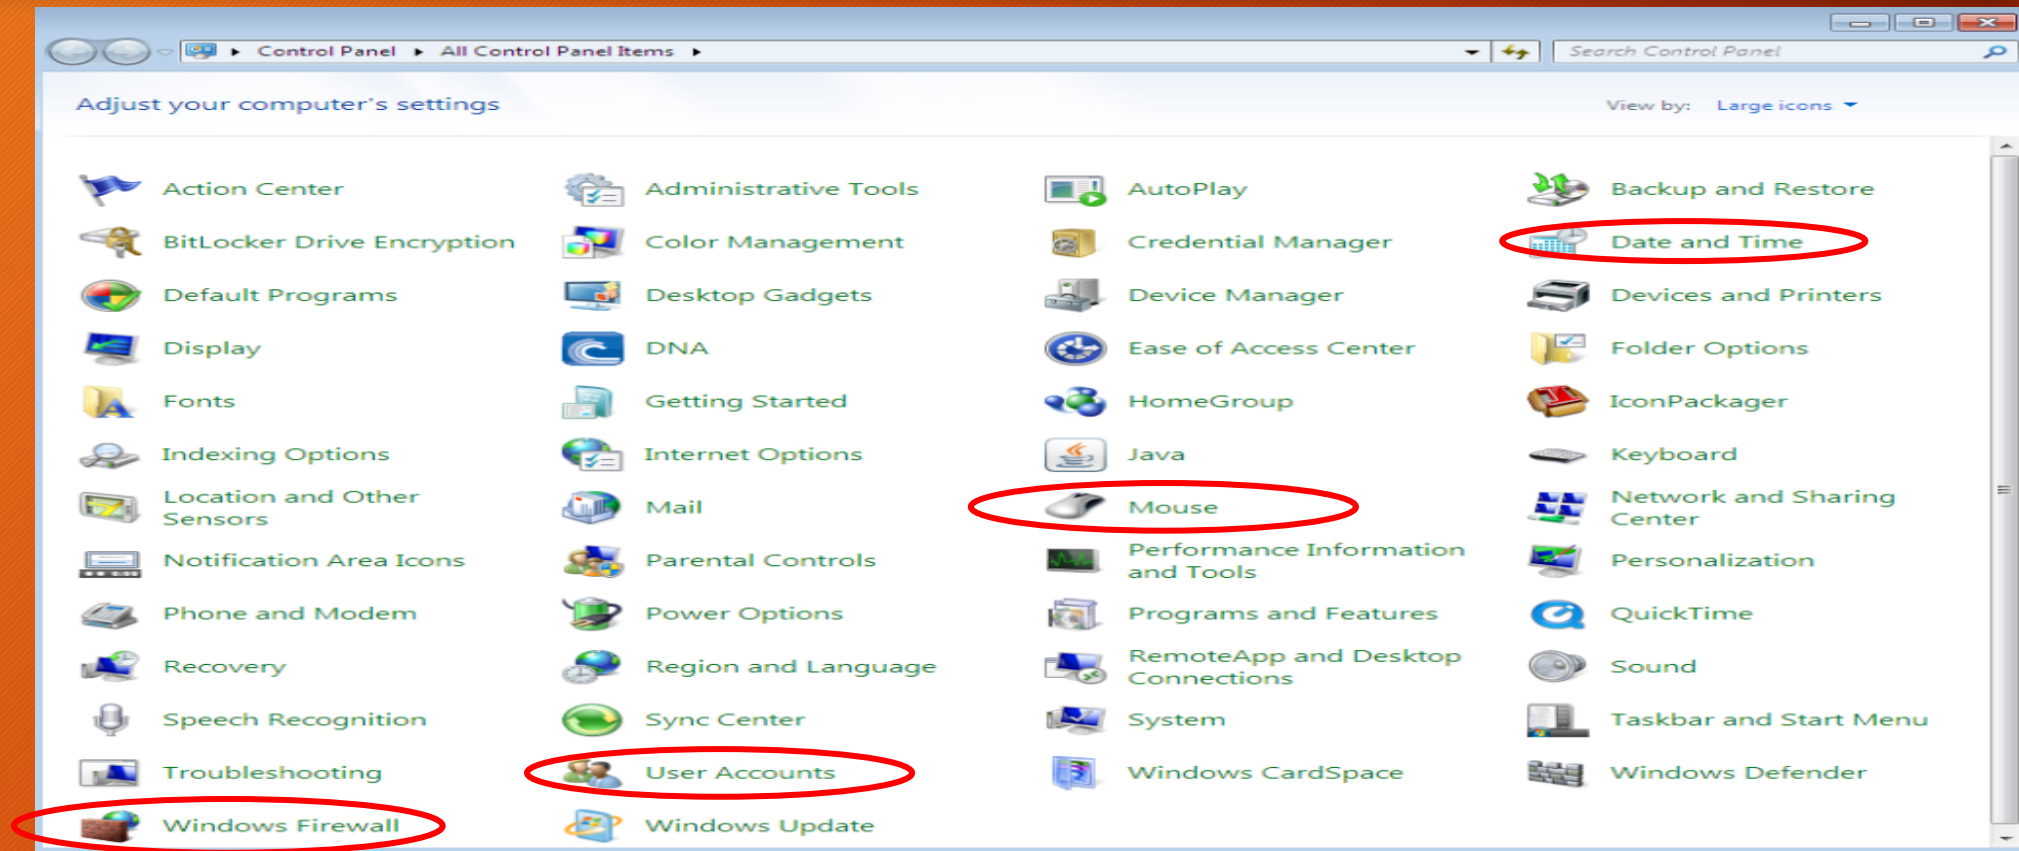 Control Panel All Control Panel Items Search Control Panel
Adjust your computer's settings View by: Large icons
Action Center Administrative Tools AutoPlay Backup and Restore
BitLocker Drive Encryption Color Management Credential Manager Date and Time
Default Programs Desktop Gadgets Device Manager Devices and Printers
Display DNA Ease of Access Center Folder Options
Fonts Getting Started HomeGroup IconPackager
Indexing Options Internet Options Java Keyboard
Location and Other
Sensors
Mail Mouse
Network and Sharing
Center
Notification Area Icons Parental Controls
Performance Information
and Tools
Personalization
Phone and Modem Power Options Programs and Features QuickTime
Recovery Region and Language
RemoteApp and Desktop
Connections
Sound
Speech Recognition Sync Center System Taskbar and Start Menu
Troubleshooting User Accounts Windows CardSpace Windows Defender
Windows Firewall Windows Update